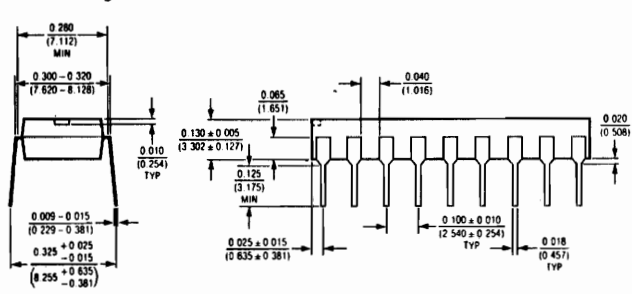 0.280
(7.112)
MIN
0.300 – 0.320
(7.620 – 8.128)
0.010
(0.254)
TYP
0.009 – 0.015
(0.229 – 0.381)
0.325 + 0.025 – 0.015
(8.255 + 0.635 – 0.381)
0.130 ± 0.005
(3.302 ± 0.127)
0.065
(1.651)
0.040
(1.016)
0.020
(0.508)
0.125
(3.175)
MIN
0.025 ± 0.015
(0.635 ± 0.381)
0.100 ± 0.010
(2.540 ± 0.254)
TYP
0.018
(0.457)
TYP